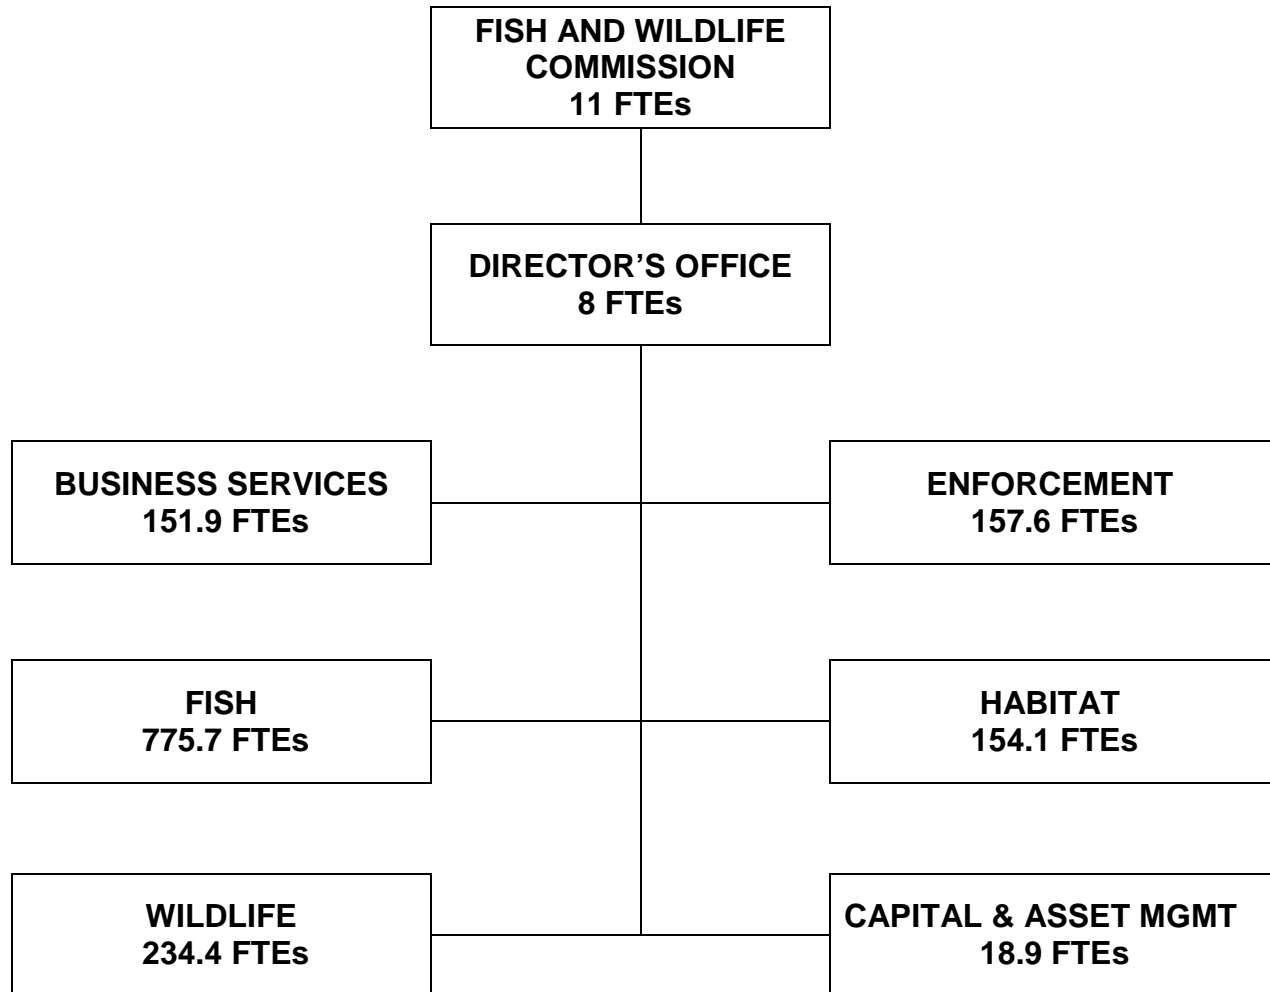 FISH AND WILDLIFE
COMMISSION
11 FTEs
DIRECTOR’S OFFICE
8 FTEs
BUSINESS SERVICES
151.9 FTEs
ENFORCEMENT
157.6 FTEs
FISH
775.7 FTEs
HABITAT
154.1 FTEs
WILDLIFE
234.4 FTEs
CAPITAL & ASSET MGMT
18.9 FTEs